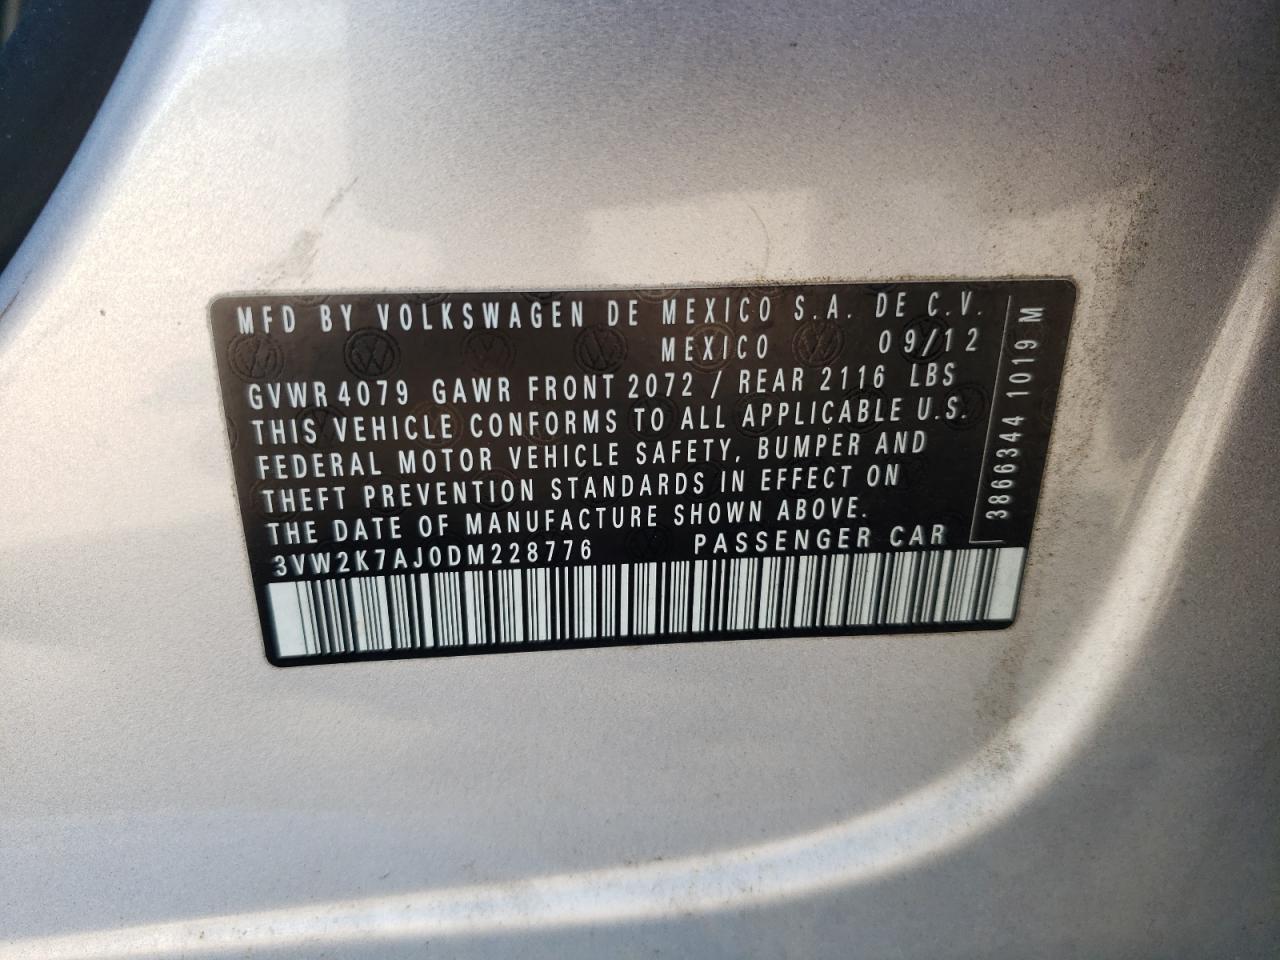 MFD BY VOLKSWAGEN DE MEXICO S.A. DE C.V.
MEXICO 09/12
GVWR 4079 GAWR FRONT 2072 / REAR 2116 LBS
THIS VEHICLE CONFORMS TO ALL APPLICABLE U.S.
FEDERAL MOTOR VEHICLE SAFETY, BUMPER AND
THEFT PREVENTION STANDARDS IN EFFECT ON
THE DATE OF MANUFACTURE SHOWN ABOVE.
3VW2K7AJ0DM228776 PASSENGER CAR
3866344 1019 M